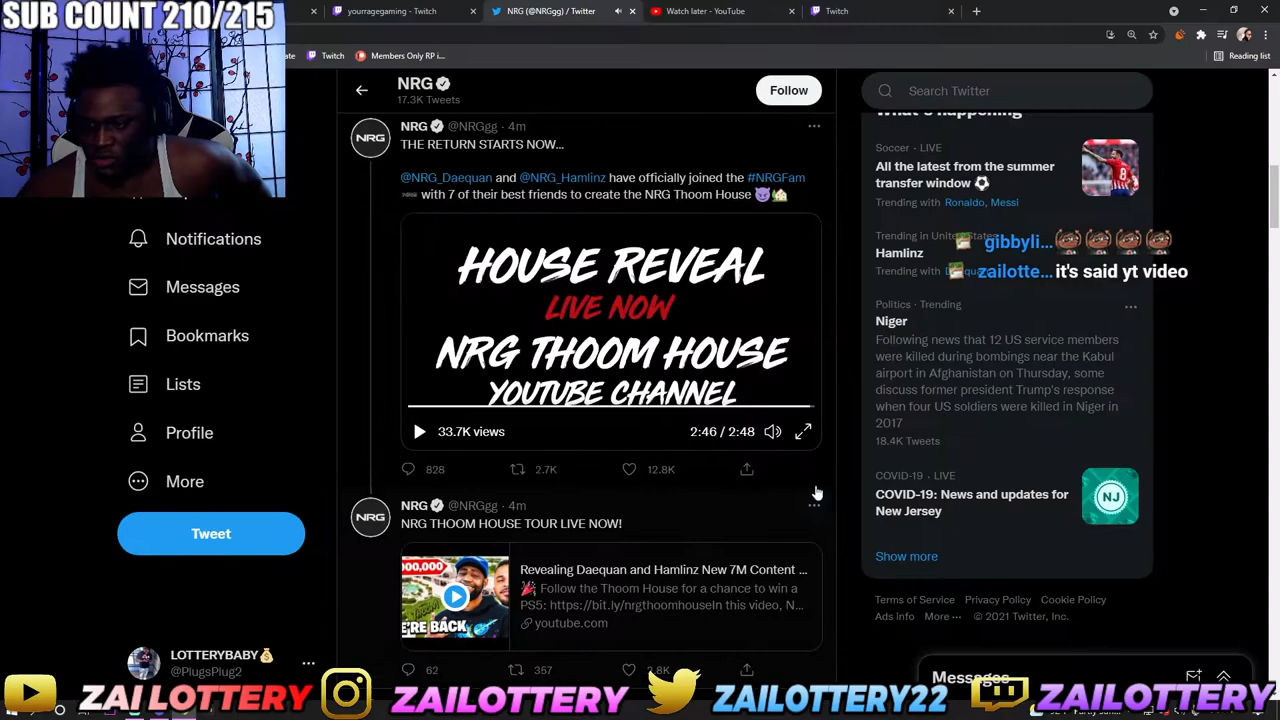 SUB COUNT 210/215
yourragegaming - Twitch
NRG (@NRGgg) / Twitter
Watch later - YouTube
Twitch
Twitch
Members Only RP i...
Reading list
NRG
17.3K Tweets
Follow
Search Twitter
NRG @NRGgg · 4m
THE RETURN STARTS NOW...
@NRG_Daequan and @NRG_Hamlinz have officially joined the #NRGFam
with 7 of their best friends to create the NRG Thoom House
HOUSE REVEAL
LIVE NOW
NRG THOOM HOUSE
YOUTUBE CHANNEL
33.7K views
2:46 / 2:48
828
2.7K
12.8K
NRG @NRGgg · 4m
NRG THOOM HOUSE TOUR LIVE NOW!
000,000
'RE BACK
Revealing Daequan and Hamlinz New 7M Content ...
Follow the Thoom House for a chance to win a
PS5: https://bit.ly/nrgthoomhouseIn this video, N...
youtube.com
62
357
2.8K
Notifications
Messages
Bookmarks
Lists
Profile
More
Tweet
LOTTERYBABY
@PlugsPlug2
What's happening
Soccer · LIVE
All the latest from the summer
transfer window
Trending with Ronaldo, Messi
Trending in United States
Hamlinz
Trending with
gibbyli...
zailotte... it's said yt video
Politics · Trending
Niger
Following news that 12 US service members
were killed during bombings near the Kabul
airport in Afghanistan on Thursday, some
discuss former president Trump's response
when four US soldiers were killed in Niger in
2017
18.4K Tweets
COVID-19 · LIVE
COVID-19: News and updates for
New Jersey
NJ
Show more
Terms of Service Privacy Policy Cookie Policy
Ads info More ··· © 2021 Twitter, Inc.
Messages
ZAI LOTTERY
ZAILOTTERY
ZAILOTTERY22
ZAILOTTERY